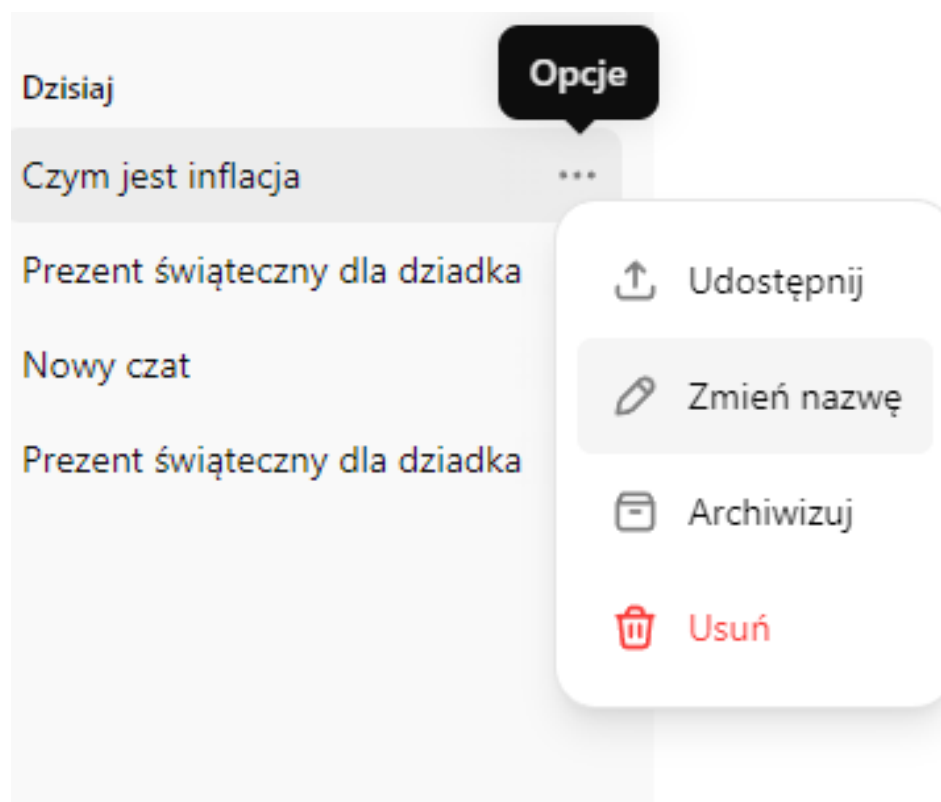 Opcje
Dzisiaj
Czym jest inflacja
Prezent świąteczny dla dziadka
Nowy czat
Prezent świąteczny dla dziadka
Udostępnij
Zmień nazwę
Archiwizuj
Usuń